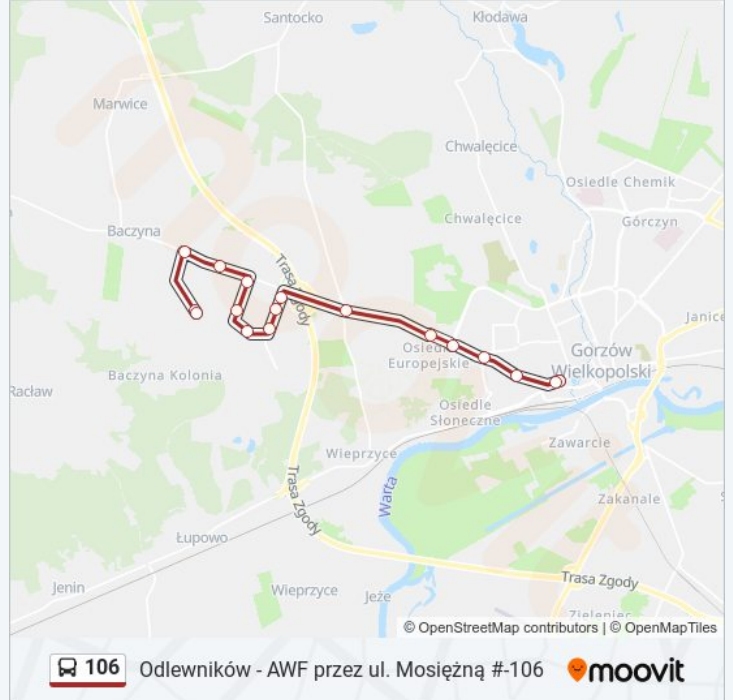 Santocko
Kłodawa
Marwice
Chwalęcice
Osiedle Chemik
Chwalęcice
Górczyn
Baczyna
Trasa Zgody
Janice
Osiedle
Europejskie
Gorzów
Wielkopolski
Baczyna Kolonia
Racław
Osiedle
Słoneczne
Zawarcie
Wieprzyce
Warta
Trasa Zgody
Zakanale
Łupowo
Trasa Zgody
Jenin
Wieprzyce
Jeże
Zieleniec
© OpenStreetMap contributors | © OpenMapTiles
106 Odlewników - AWF przez ul. Mosiężną #-106
moovit